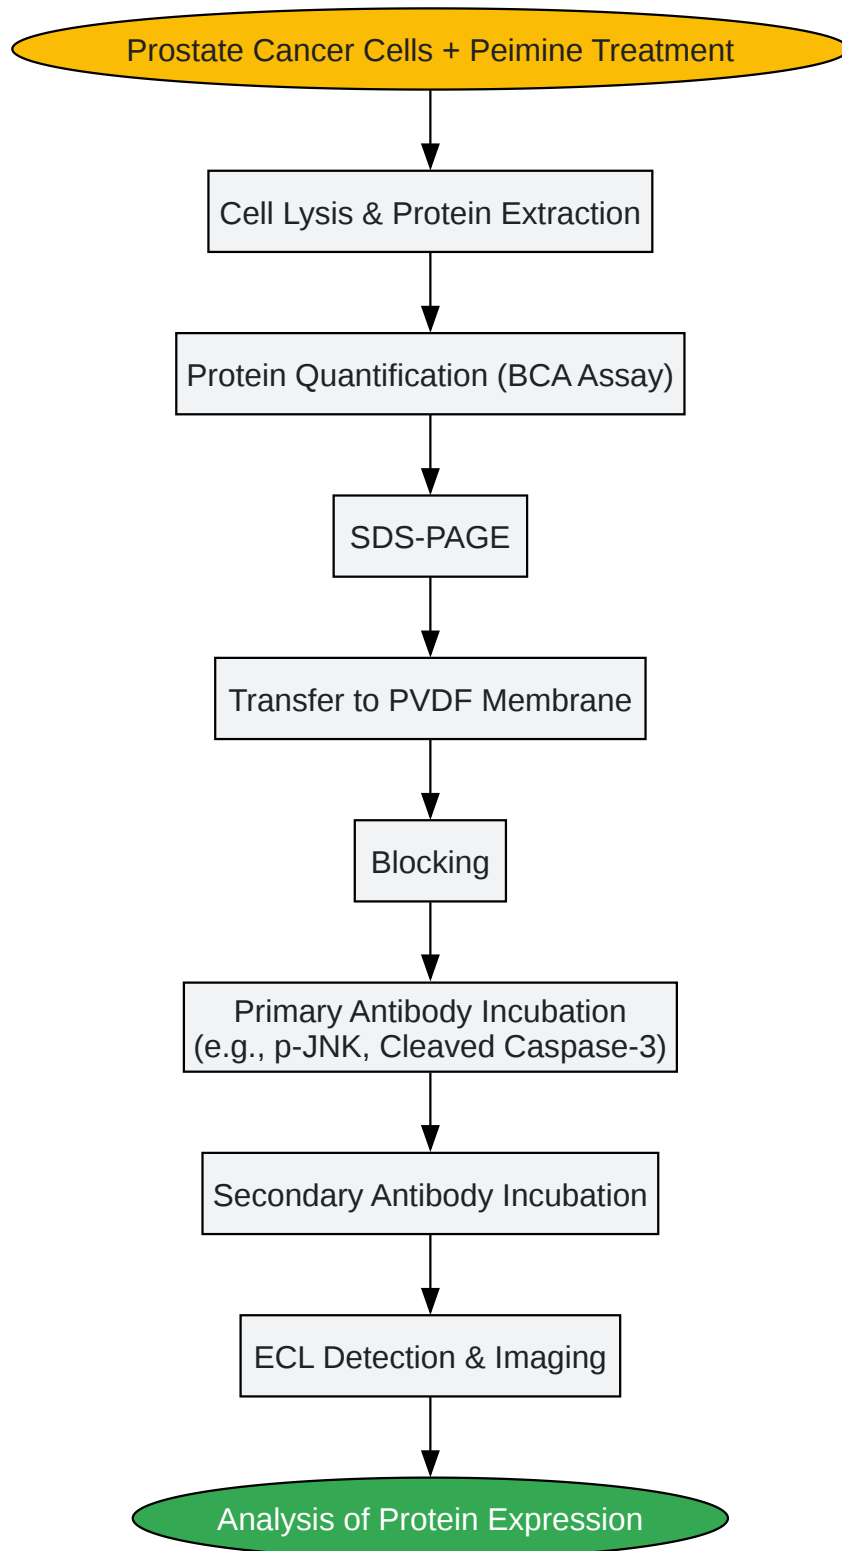 Prostate Cancer Cells + Peimine Treatment
Cell Lysis & Protein Extraction
Protein Quantification (BCA Assay)
SDS-PAGE
Transfer to PVDF Membrane
Blocking
Primary Antibody Incubation
(e.g., p-JNK, Cleaved Caspase-3)
Secondary Antibody Incubation
ECL Detection & Imaging
Analysis of Protein Expression